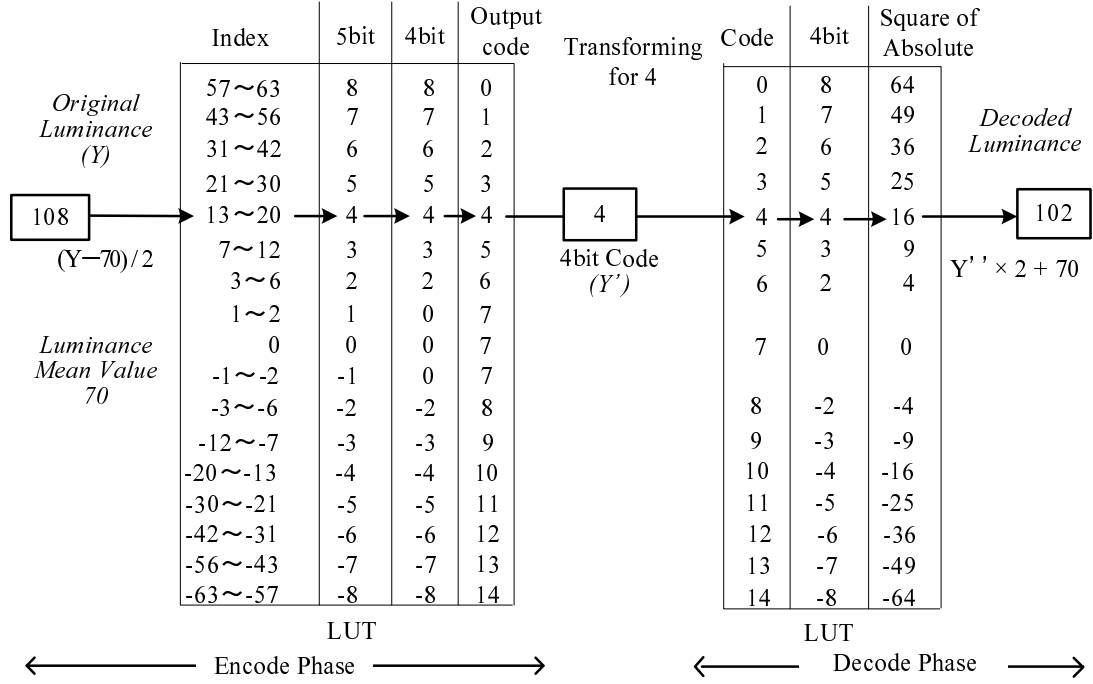 Index 5bit 4bit Output code
Transforming for 4
Code 4bit Square of Absolute
Original
Luminance
(Y)
108
(Y−70)/2
Luminance
Mean Value
70
57～63 8 8 0
43～56 7 7 1
31～42 6 6 2
21～30 5 5 3
13～20 4 4 4
7～12 3 3 5
3～6 2 2 6
1～2 1 0 7
0 0 0 7
-1～-2 -1 0 7
-3～-6 -2 -2 8
-12～-7 -3 -3 9
-20～-13 -4 -4 10
-30～-21 -5 -5 11
-42～-31 -6 -6 12
-56～-43 -7 -7 13
-63～-57 -8 -8 14
LUT
Encode Phase
4
4bit Code
(Y’)
0 8 64
1 7 49
2 6 36
3 5 25
4 4 16
5 3 9
6 2 4
7 0 0
8 -2 -4
9 -3 -9
10 -4 -16
11 -5 -25
12 -6 -36
13 -7 -49
14 -8 -64
LUT
Decode Phase
Decoded
Luminance
102
Y’’ × 2 + 70